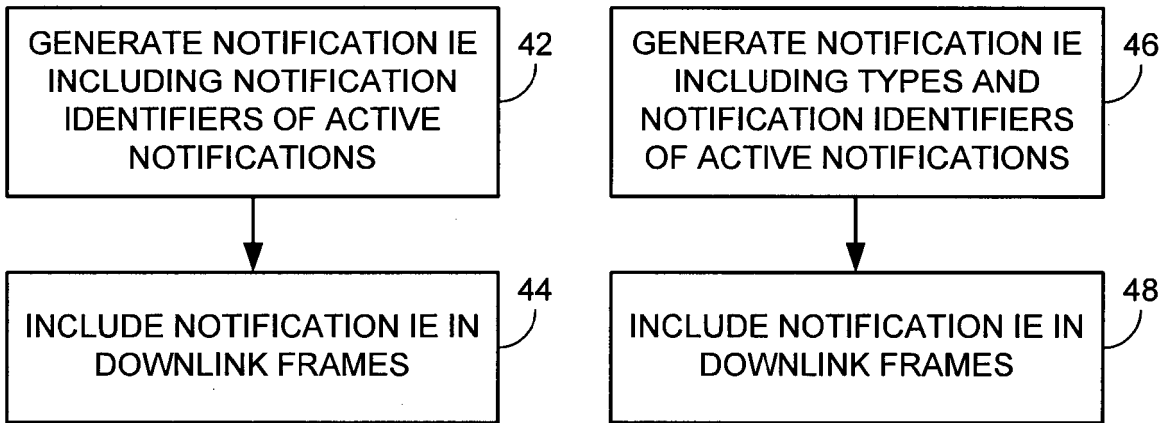 GENERATE NOTIFICATION IE
INCLUDING NOTIFICATION
IDENTIFIERS OF ACTIVE
NOTIFICATIONS
42
INCLUDE NOTIFICATION IE IN
DOWNLINK FRAMES
44
GENERATE NOTIFICATION IE
INCLUDING TYPES AND
NOTIFICATION IDENTIFIERS
OF ACTIVE NOTIFICATIONS
46
INCLUDE NOTIFICATION IE IN
DOWNLINK FRAMES
48